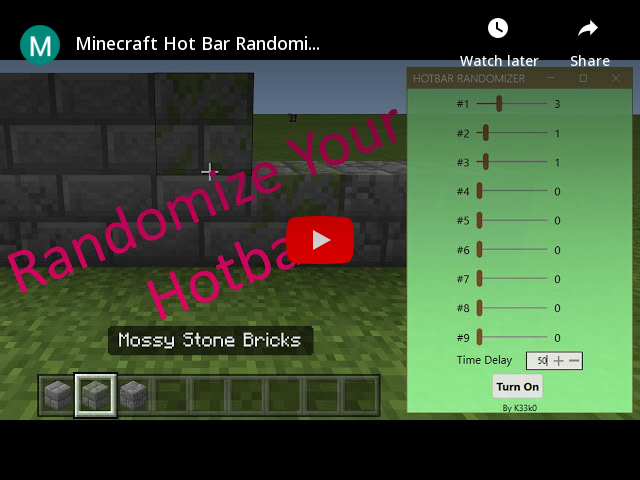 M
Minecraft Hot Bar Randomi...
Watch later
Share
HOTBAR RANDOMIZER
#1 3
#2 1
#3 1
#4 0
#5 0
#6 0
#7 0
#8 0
#9 0
Time Delay 50
Turn On
By K33k0
Randomize Your
Hotba
Mossy Stone Bricks